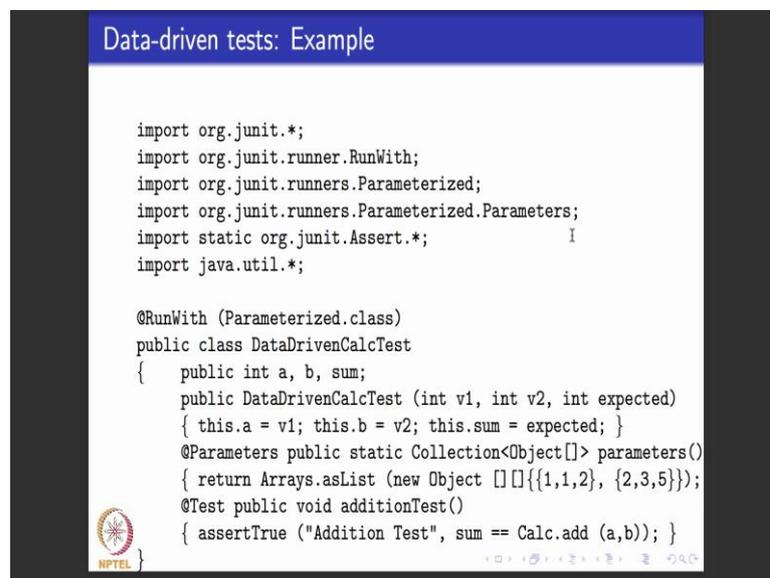 Data-driven tests: Example
import org.junit.*;
import org.junit.runner.RunWith;
import org.junit.runners.Parameterized;
import org.junit.runners.Parameterized.Parameters;
import static org.junit.Assert.*;
import java.util.*;
@RunWith (Parameterized.class)
public class DataDrivenCalcTest
{ public int a, b, sum;
public DataDrivenCalcTest (int v1, int v2, int expected)
{ this.a = v1; this.b = v2; this.sum = expected; }
@Parameters public static Collection<Object[]> parameters()
{ return Arrays.asList (new Object [][]{{1,1,2}, {2,3,5}});
@Test public void additionTest()
{ assertTrue ("Addition Test", sum == Calc.add (a,b)); }
}
NPTEL